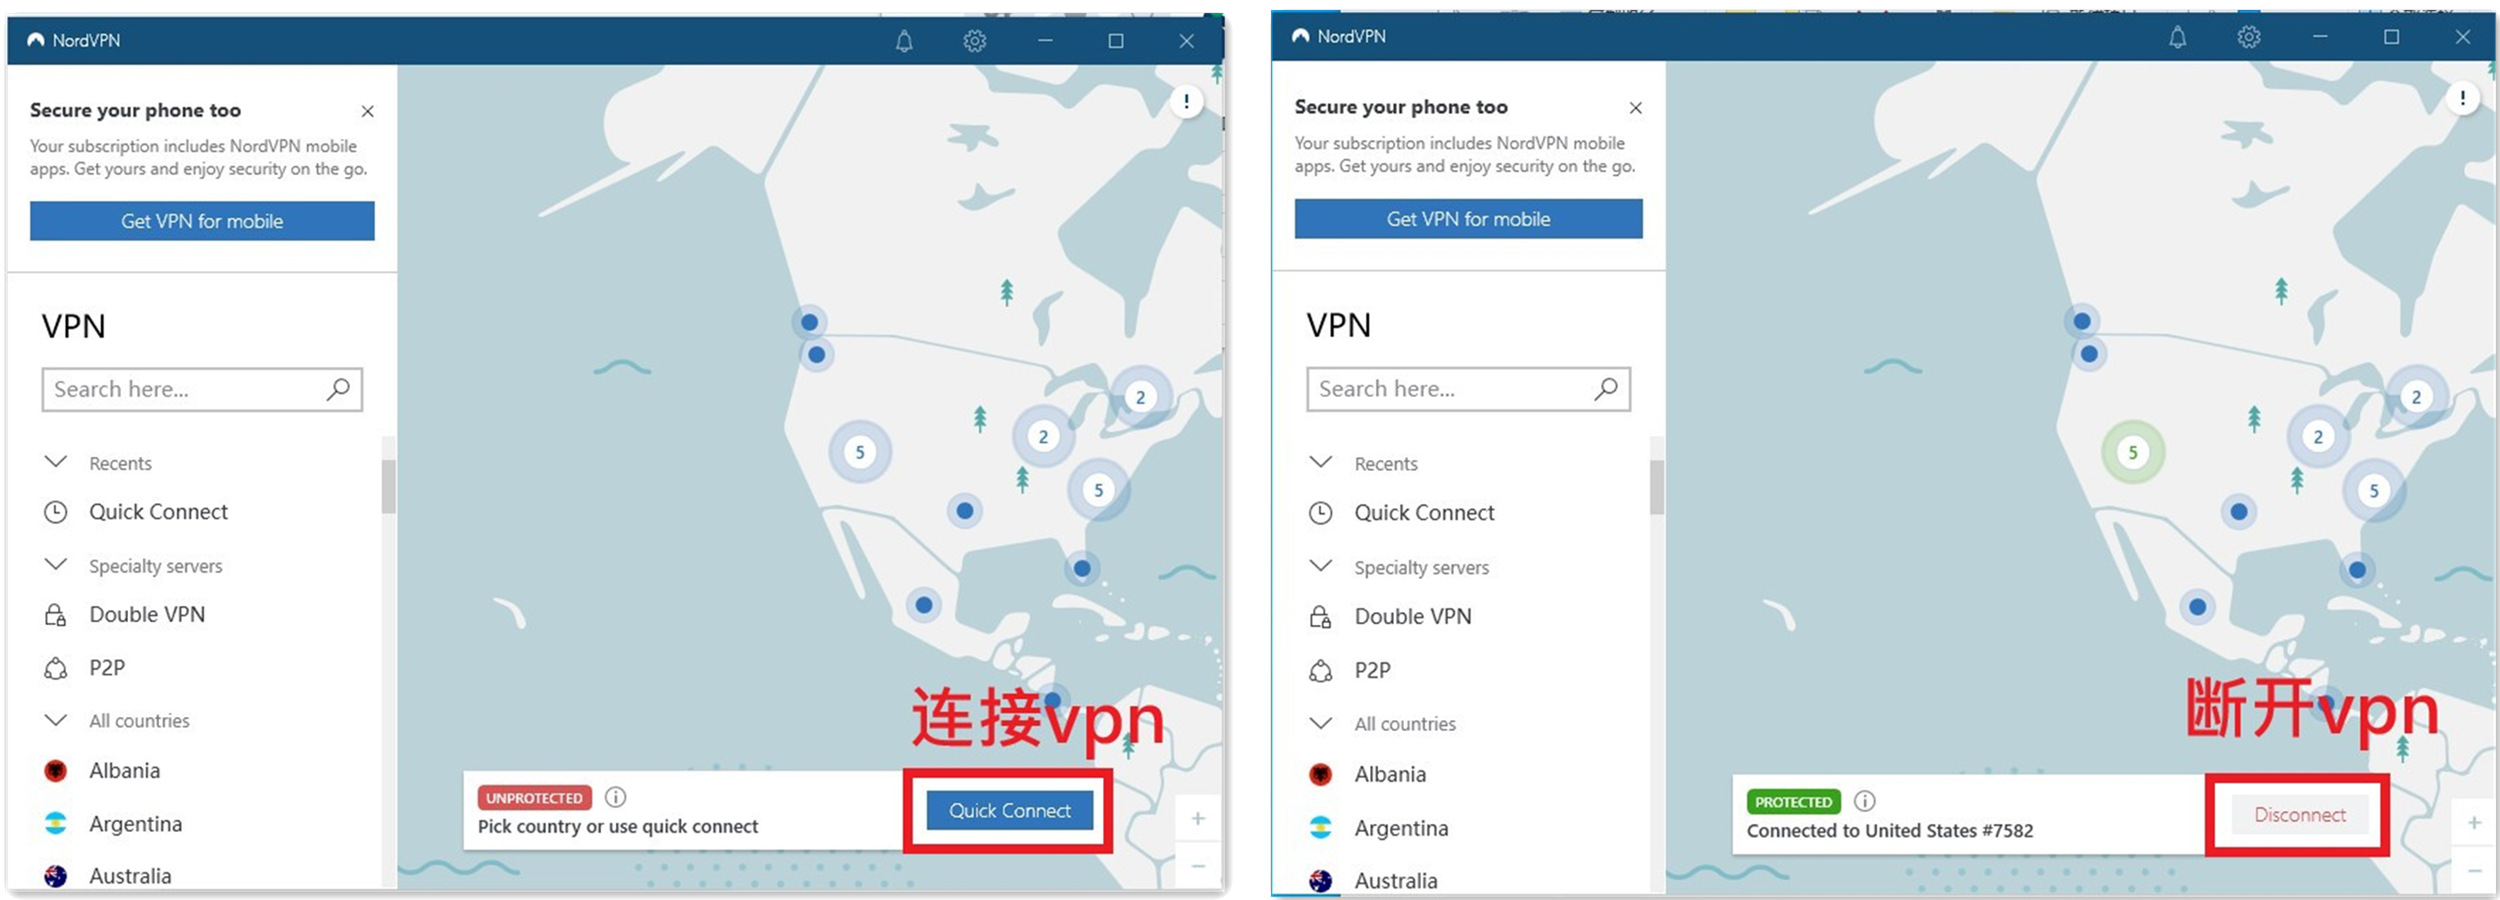 NordVPN
Secure your phone too
Your subscription includes NordVPN mobile
apps. Get yours and enjoy security on the go.
Get VPN for mobile
VPN
Search here...
Recents
Quick Connect
Specialty servers
Double VPN
P2P
All countries
Albania
Argentina
Australia
!
2
2
5
5
连接vpn
UNPROTECTED
Pick country or use quick connect
Quick Connect
+
−
NordVPN
Secure your phone too
Your subscription includes NordVPN mobile
apps. Get yours and enjoy security on the go.
Get VPN for mobile
VPN
Search here...
Recents
Quick Connect
Specialty servers
Double VPN
P2P
All countries
Albania
Argentina
Australia
!
2
2
5
5
断开vpn
PROTECTED
Connected to United States #7582
Disconnect
+
−